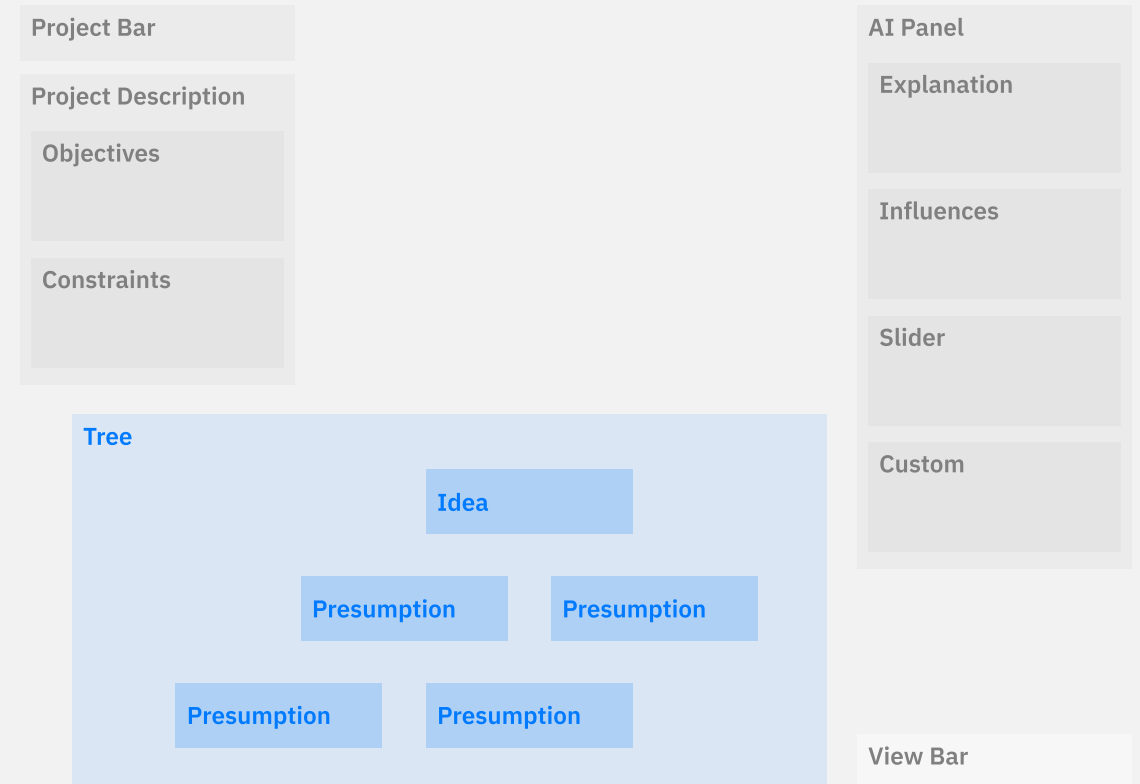 Project Bar
Project Description
Objectives
Constraints
Tree
Idea
Presumption
Presumption
Presumption
Presumption
AI Panel
Explanation
Influences
Slider
Custom
View Bar